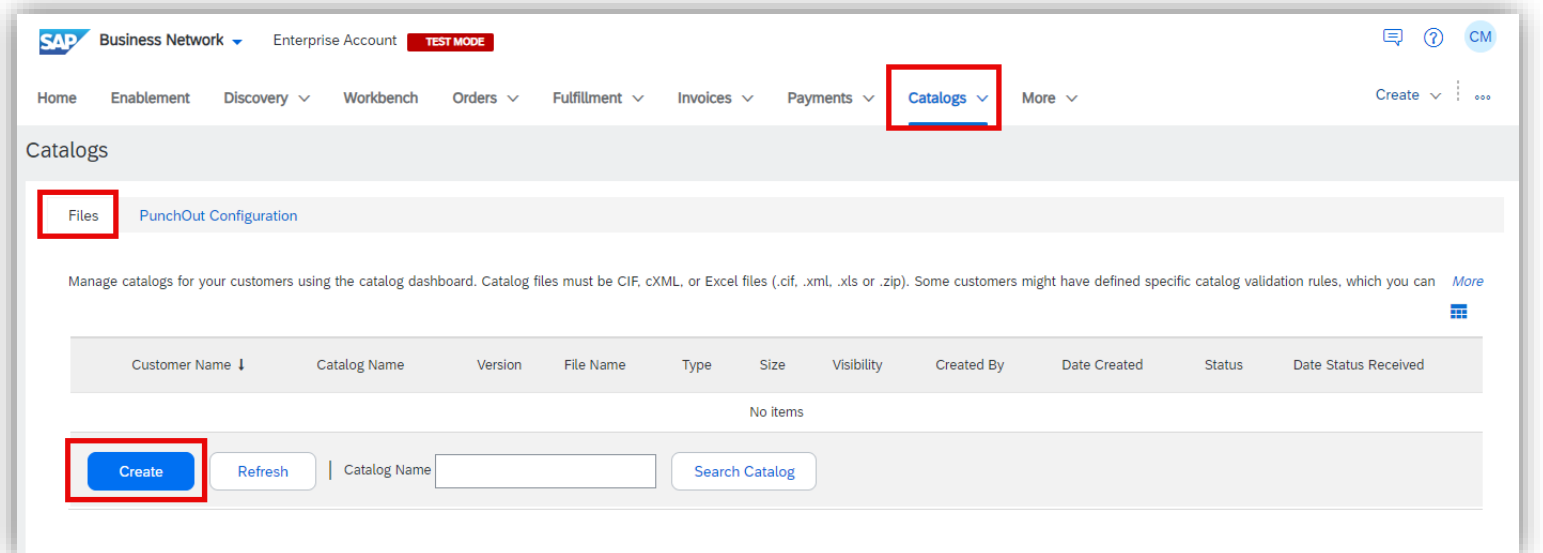 SAP Business Network Enterprise Account TEST MODE CM
Home Enablement Discovery Workbench Orders Fulfillment Invoices Payments Catalogs More Create
Catalogs
Files PunchOut Configuration
Manage catalogs for your customers using the catalog dashboard. Catalog files must be CIF, cXML, or Excel files (.cif, .xml, .xls or .zip). Some customers might have defined specific catalog validation rules, which you can More
Customer Name Catalog Name Version File Name Type Size Visibility Created By Date Created Status Date Status Received
No items
Create Refresh | Catalog Name Search Catalog